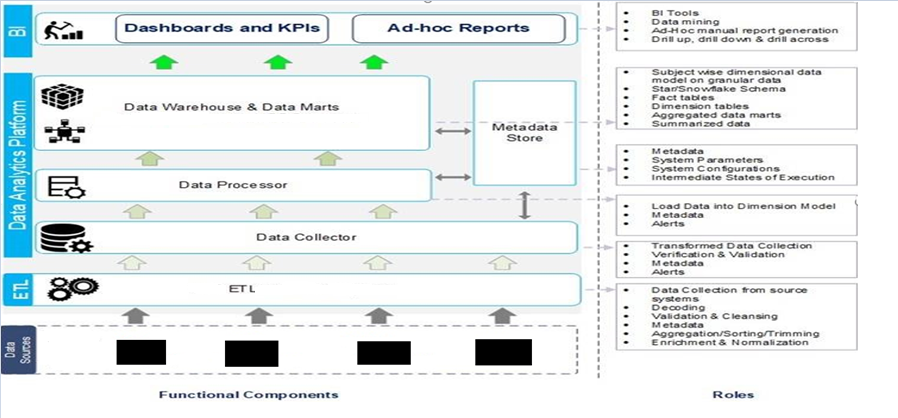 BI
Dashboards and KPIs
Ad-hoc Reports
BI Tools
Data mining
Ad-Hoc manual report generation
Drill up, drill down & drill across
Data Analytics Platform
Data Warehouse & Data Marts
Metadata
Store
Subject wise dimensional data
model on granular data
Star/Snowflake Schema
Fact tables
Dimension tables
Aggregated data marts
Summarized data
Data Processor
Metadata
System Parameters
System Configurations
Intermediate States of Execution
Load Data into Dimension Model
Metadata
Alerts
Data Collector
Transformed Data Collection
Verification & Validation
Metadata
Alerts
ETL
ETL
Data Collection from source
systems
Decoding
Validation & Cleansing
Metadata
Aggregation/Sorting/Trimming
Enrichment & Normalization
Data
Sources
Functional Components
Roles